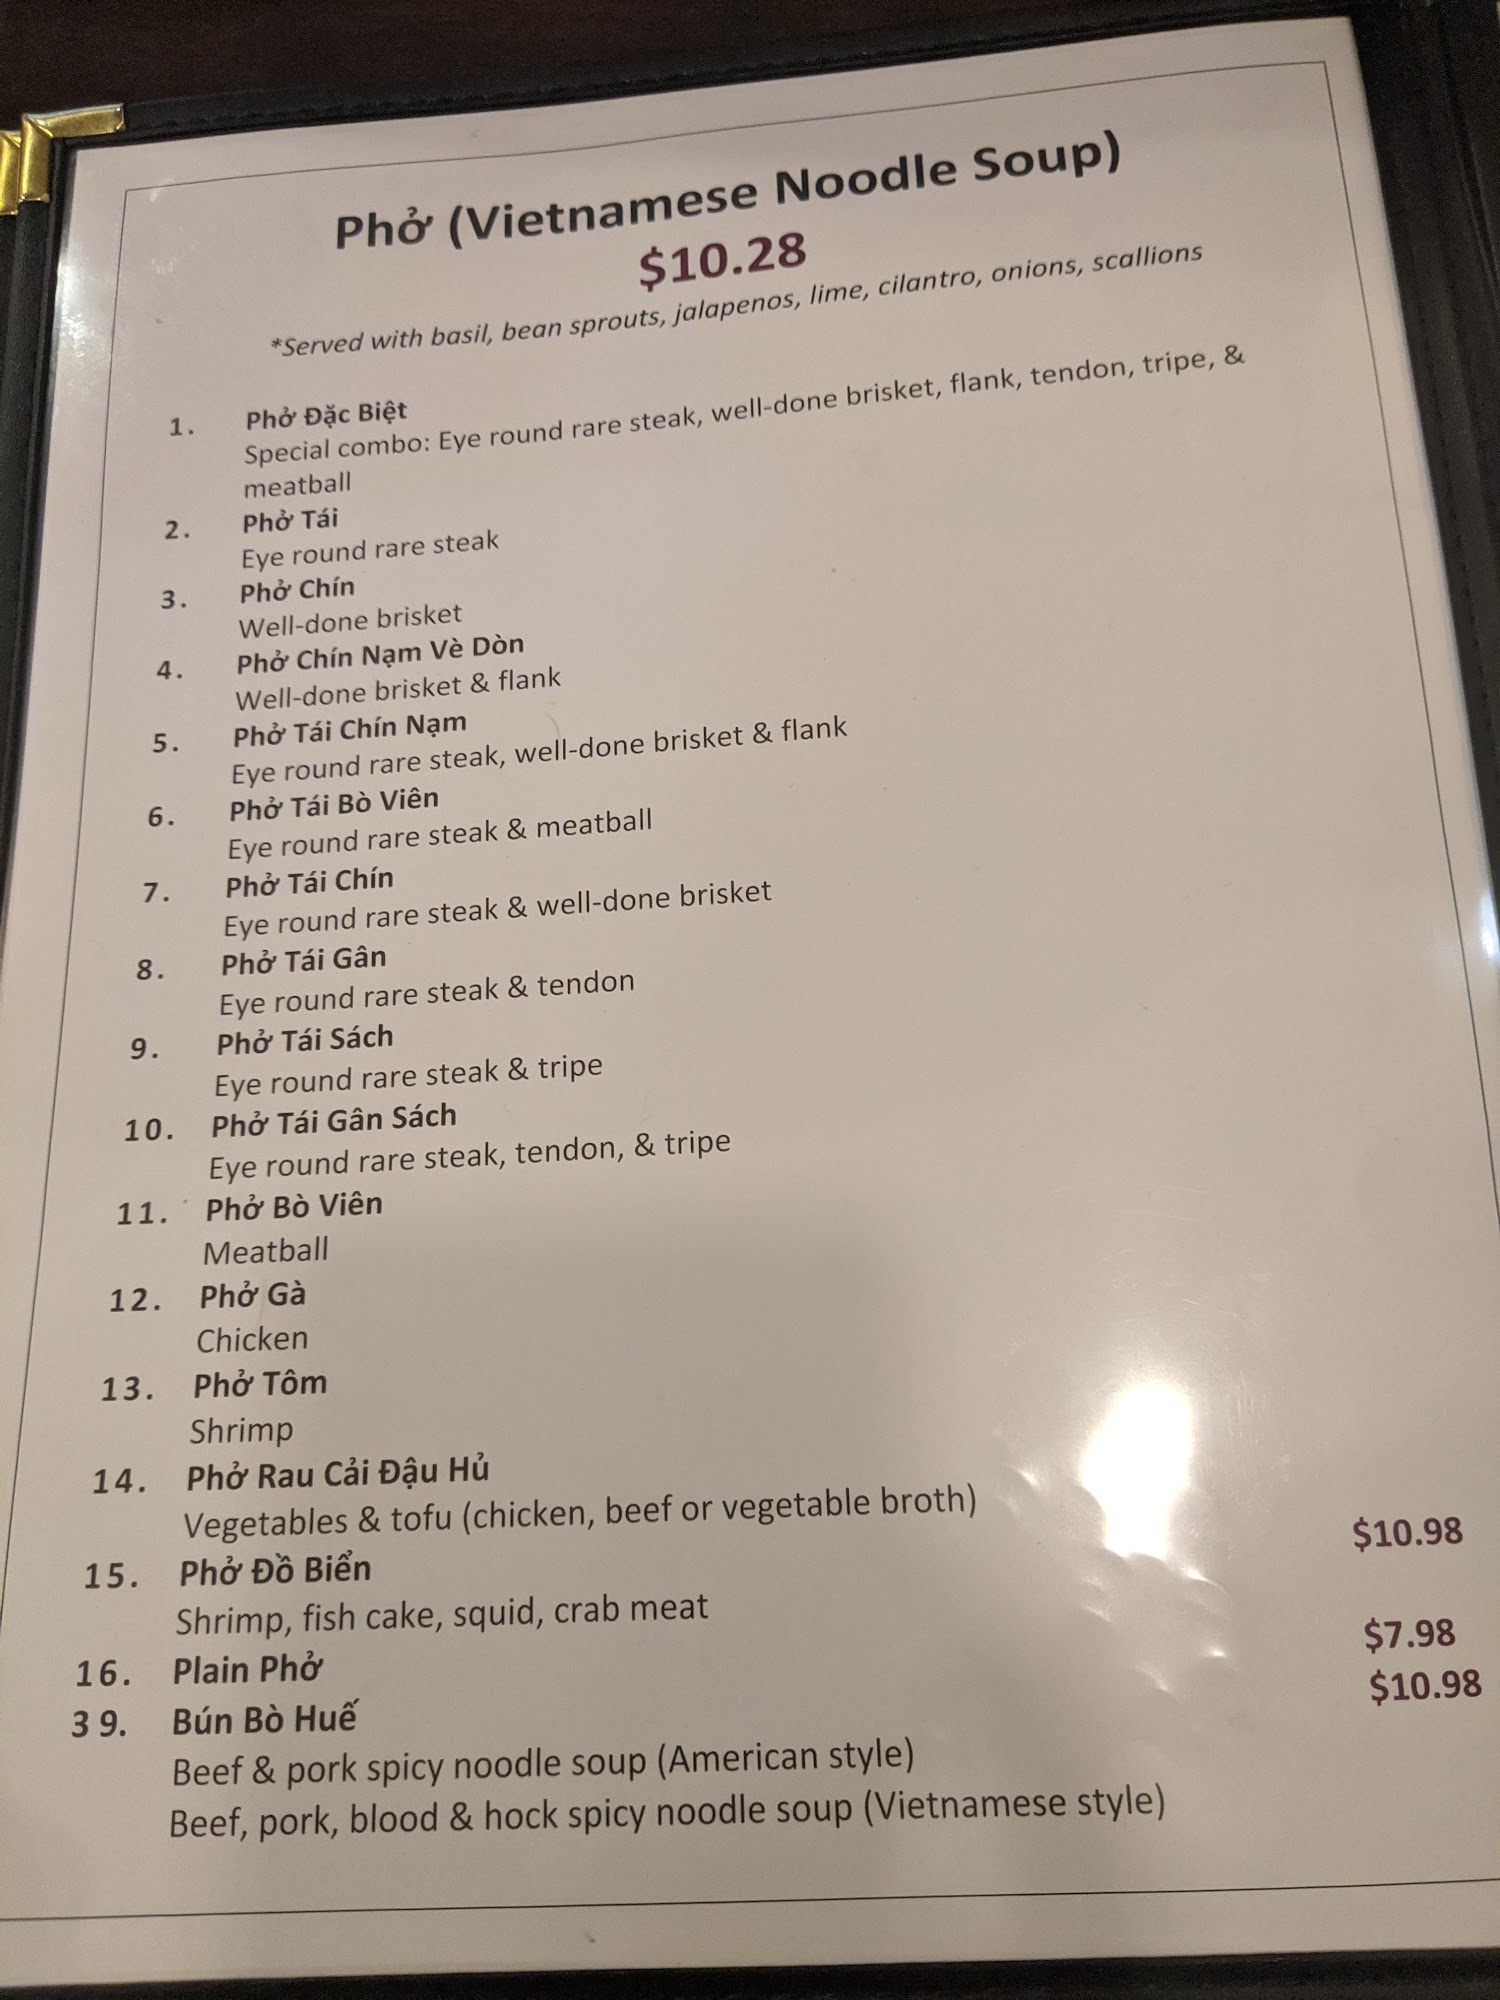 Phở (Vietnamese Noodle Soup)
$10.28
*Served with basil, bean sprouts, jalapenos, lime, cilantro, onions, scallions
1. Phở Đặc Biệt
Special combo: Eye round rare steak, well-done brisket, flank, tendon, tripe, &
meatball
2. Phở Tái
Eye round rare steak
3. Phở Chín
Well-done brisket
4. Phở Chín Nạm Vè Dòn
Well-done brisket & flank
5. Phở Tái Chín Nạm
Eye round rare steak, well-done brisket & flank
6. Phở Tái Bò Viên
Eye round rare steak & meatball
7. Phở Tái Chín
Eye round rare steak & well-done brisket
8. Phở Tái Gân
Eye round rare steak & tendon
9. Phở Tái Sách
Eye round rare steak & tripe
10. Phở Tái Gân Sách
Eye round rare steak, tendon, & tripe
11. Phở Bò Viên
Meatball
12. Phở Gà
Chicken
13. Phở Tôm
Shrimp
14. Phở Rau Cải Đậu Hủ
Vegetables & tofu (chicken, beef or vegetable broth)
15. Phở Đồ Biển $10.98
Shrimp, fish cake, squid, crab meat
16. Plain Phở $7.98
39. Bún Bò Huế $10.98
Beef & pork spicy noodle soup (American style)
Beef, pork, blood & hock spicy noodle soup (Vietnamese style)